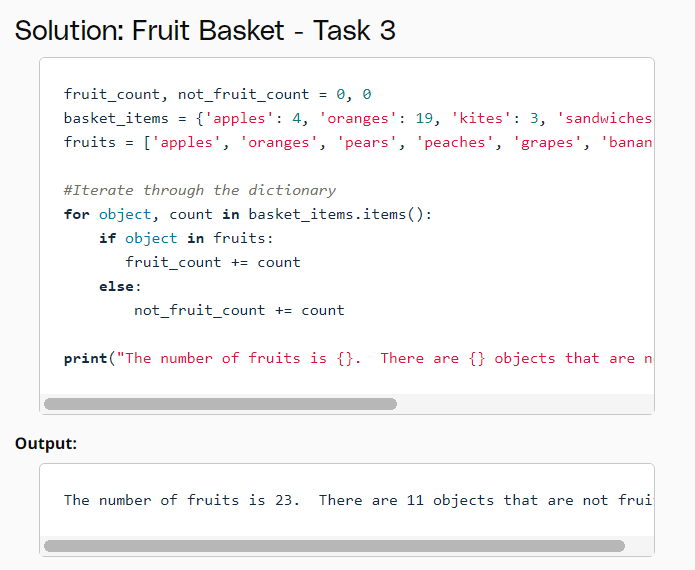 Solution: Fruit Basket - Task 3
fruit_count, not_fruit_count = 0, 0
basket_items = {'apples': 4, 'oranges': 19, 'kites': 3, 'sandwiches
fruits = ['apples', 'oranges', 'pears', 'peaches', 'grapes', 'banan
#Iterate through the dictionary
for object, count in basket_items.items():
    if object in fruits:
       fruit_count += count
    else:
        not_fruit_count += count
print("The number of fruits is {}.  There are {} objects that are n
Output:
The number of fruits is 23.  There are 11 objects that are not frui